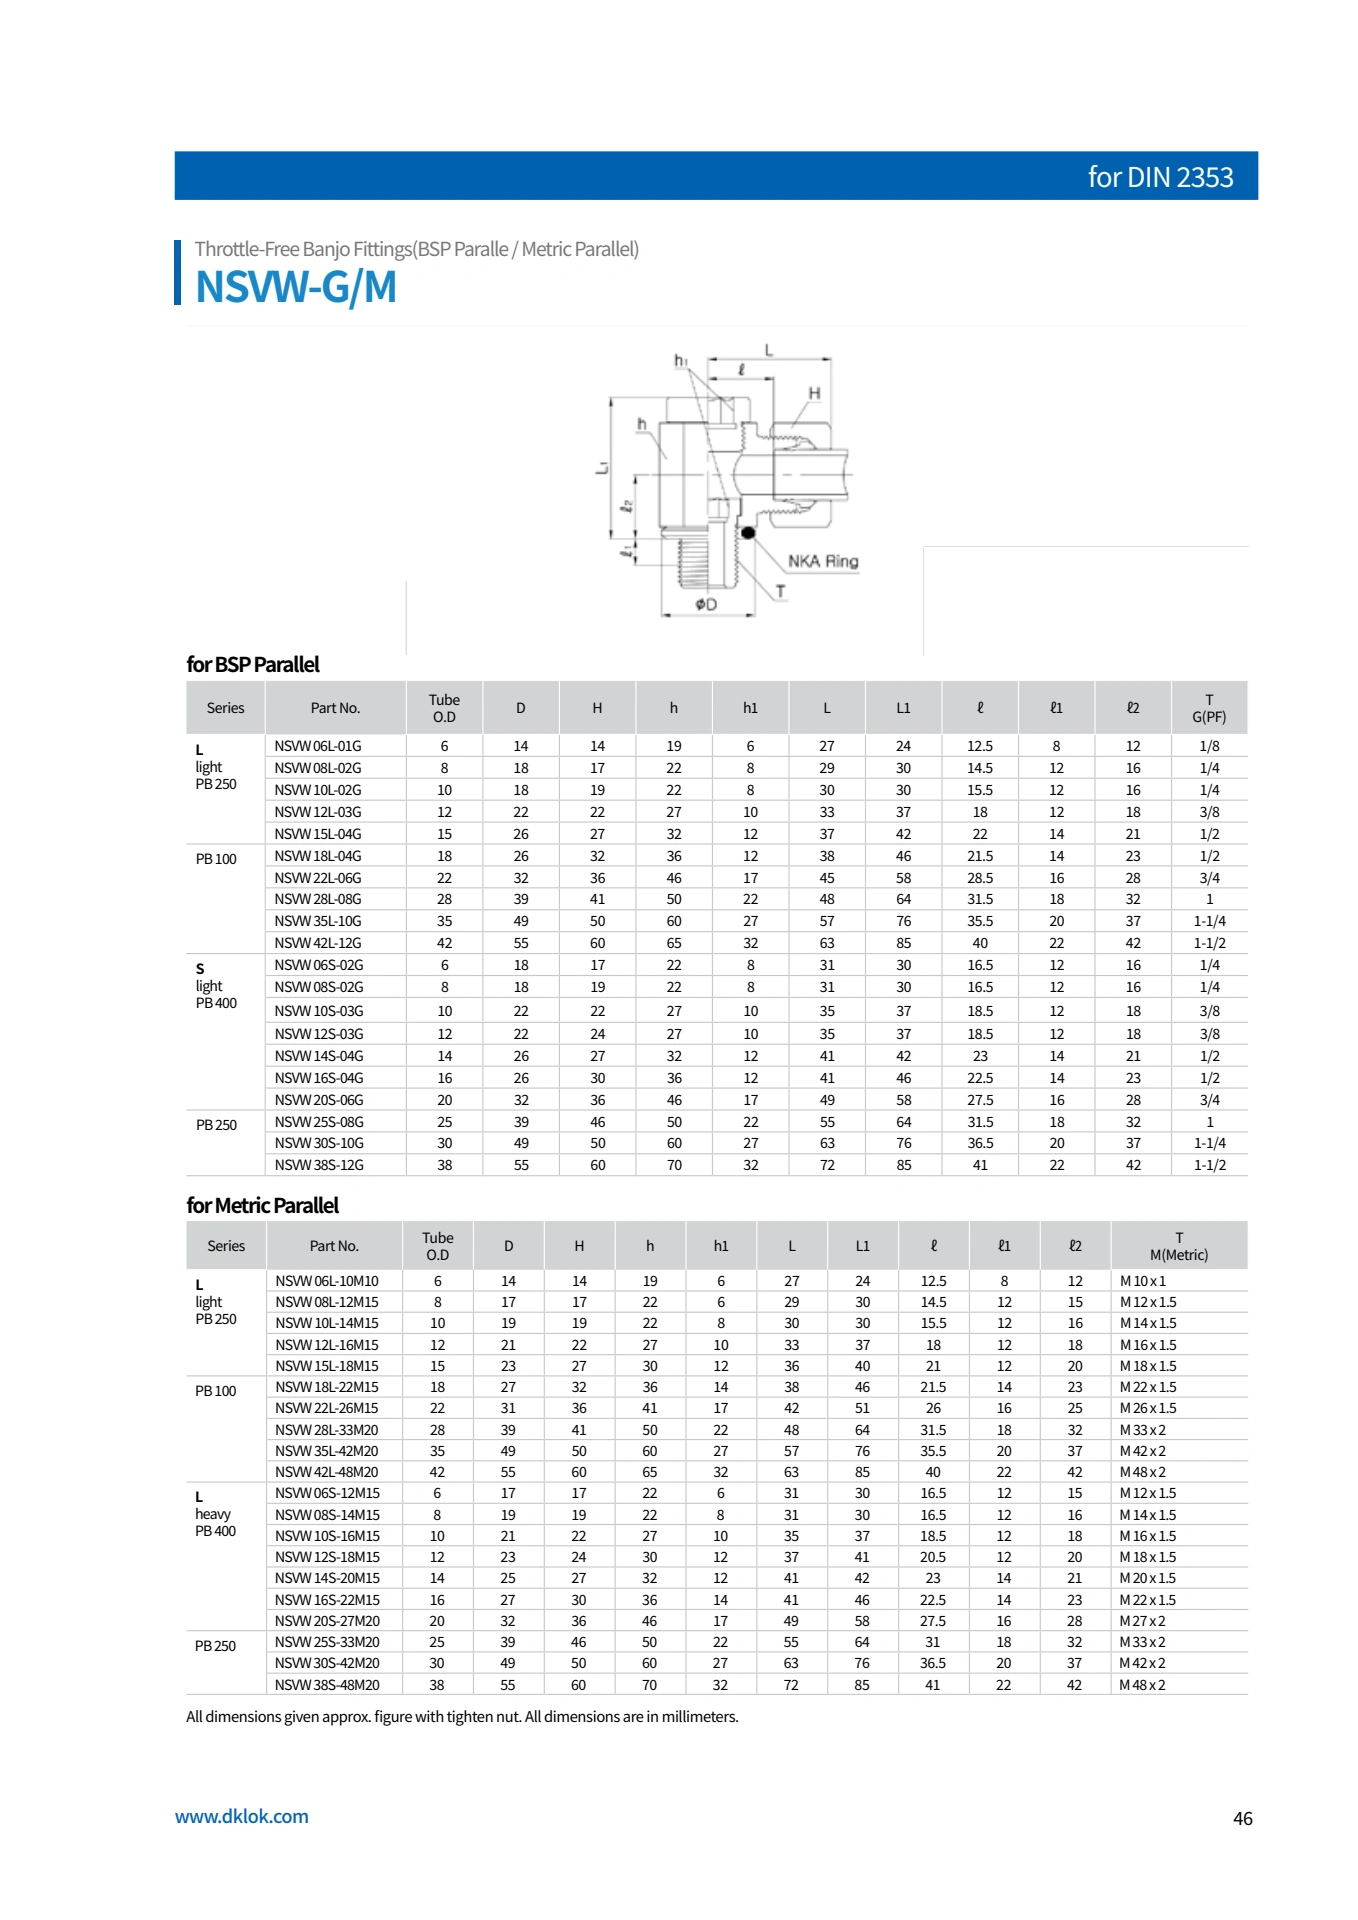 for DIN 2353
Throttle-Free Banjo Fittings(BSP Paralle / Metric Parallel)
NSVW-G/M
L
h1
ℓ
H
h
L1
ℓ2
ℓ1
NKA Ring
T
ϕD
for BSP Parallel
Series Part No. Tube O.D D H h h1 L L1 ℓ ℓ1 ℓ2 T G(PF)
L light PB 250
NSVW 06L-01G 6 14 14 19 6 27 24 12.5 8 12 1/8
NSVW 08L-02G 8 18 17 22 8 29 30 14.5 12 16 1/4
NSVW 10L-02G 10 18 19 22 8 30 30 15.5 12 16 1/4
NSVW 12L-03G 12 22 22 27 10 33 37 18 12 18 3/8
NSVW 15L-04G 15 26 27 32 12 37 42 22 14 21 1/2
PB 100
NSVW 18L-04G 18 26 32 36 12 38 46 21.5 14 23 1/2
NSVW 22L-06G 22 32 36 46 17 45 58 28.5 16 28 3/4
NSVW 28L-08G 28 39 41 50 22 48 64 31.5 18 32 1
NSVW 35L-10G 35 49 50 60 27 57 76 35.5 20 37 1-1/4
NSVW 42L-12G 42 55 60 65 32 63 85 40 22 42 1-1/2
S light PB 400
NSVW 06S-02G 6 18 17 22 8 31 30 16.5 12 16 1/4
NSVW 08S-02G 8 18 19 22 8 31 30 16.5 12 16 1/4
NSVW 10S-03G 10 22 22 27 10 35 37 18.5 12 18 3/8
NSVW 12S-03G 12 22 24 27 10 35 37 18.5 12 18 3/8
NSVW 14S-04G 14 26 27 32 12 41 42 23 14 21 1/2
NSVW 16S-04G 16 26 30 36 12 41 46 22.5 14 23 1/2
NSVW 20S-06G 20 32 36 46 17 49 58 27.5 16 28 3/4
PB 250
NSVW 25S-08G 25 39 46 50 22 55 64 31.5 18 32 1
NSVW 30S-10G 30 49 50 60 27 63 76 36.5 20 37 1-1/4
NSVW 38S-12G 38 55 60 70 32 72 85 41 22 42 1-1/2
for Metric Parallel
Series Part No. Tube O.D D H h h1 L L1 ℓ ℓ1 ℓ2 T M(Metric)
L light PB 250
NSVW 06L-10M10 6 14 14 19 6 27 24 12.5 8 12 M 10 x 1
NSVW 08L-12M15 8 17 17 22 6 29 30 14.5 12 15 M 12 x 1.5
NSVW 10L-14M15 10 19 19 22 8 30 30 15.5 12 16 M 14 x 1.5
NSVW 12L-16M15 12 21 22 27 10 33 37 18 12 18 M 16 x 1.5
NSVW 15L-18M15 15 23 27 30 12 36 40 21 12 20 M 18 x 1.5
PB 100
NSVW 18L-22M15 18 27 32 36 14 38 46 21.5 14 23 M 22 x 1.5
NSVW 22L-26M15 22 31 36 41 17 42 51 26 16 25 M 26 x 1.5
NSVW 28L-33M20 28 39 41 50 22 48 64 31.5 18 32 M 33 x 2
NSVW 35L-42M20 35 49 50 60 27 57 76 35.5 20 37 M 42 x 2
NSVW 42L-48M20 42 55 60 65 32 63 85 40 22 42 M 48 x 2
L heavy PB 400
NSVW 06S-12M15 6 17 17 22 6 31 30 16.5 12 15 M 12 x 1.5
NSVW 08S-14M15 8 19 19 22 8 31 30 16.5 12 16 M 14 x 1.5
NSVW 10S-16M15 10 21 22 27 10 35 37 18.5 12 18 M 16 x 1.5
NSVW 12S-18M15 12 23 24 30 12 37 41 20.5 12 20 M 18 x 1.5
NSVW 14S-20M15 14 25 27 32 12 41 42 23 14 21 M 20 x 1.5
NSVW 16S-22M15 16 27 30 36 14 41 46 22.5 14 23 M 22 x 1.5
NSVW 20S-27M20 20 32 36 46 17 49 58 27.5 16 28 M 27 x 2
PB 250
NSVW 25S-33M20 25 39 46 50 22 55 64 31 18 32 M 33 x 2
NSVW 30S-42M20 30 49 50 60 27 63 76 36.5 20 37 M 42 x 2
NSVW 38S-48M20 38 55 60 70 32 72 85 41 22 42 M 48 x 2
All dimensions given approx. figure with tighten nut. All dimensions are in millimeters.
www.dklok.com
46